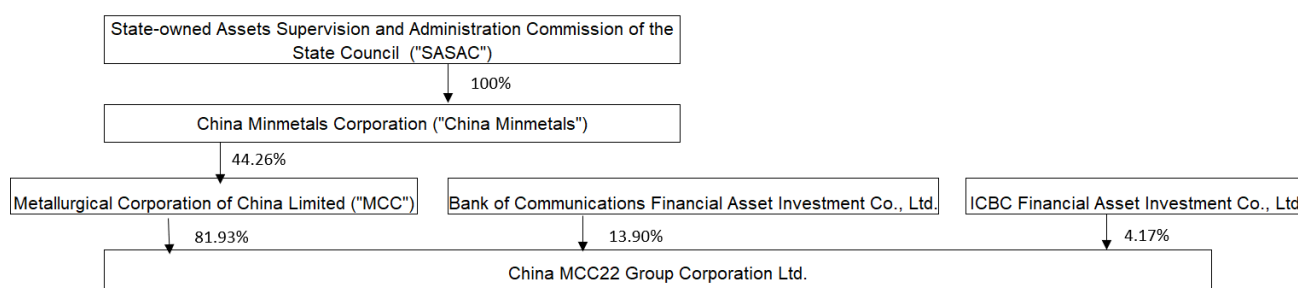 State-owned Assets Supervision and Administration Commission of the
State Council ("SASAC")
100%
China Minmetals Corporation ("China Minmetals")
44.26%
Metallurgical Corporation of China Limited ("MCC")
Bank of Communications Financial Asset Investment Co., Ltd.
ICBC Financial Asset Investment Co., Ltd
81.93%
13.90%
4.17%
China MCC22 Group Corporation Ltd.